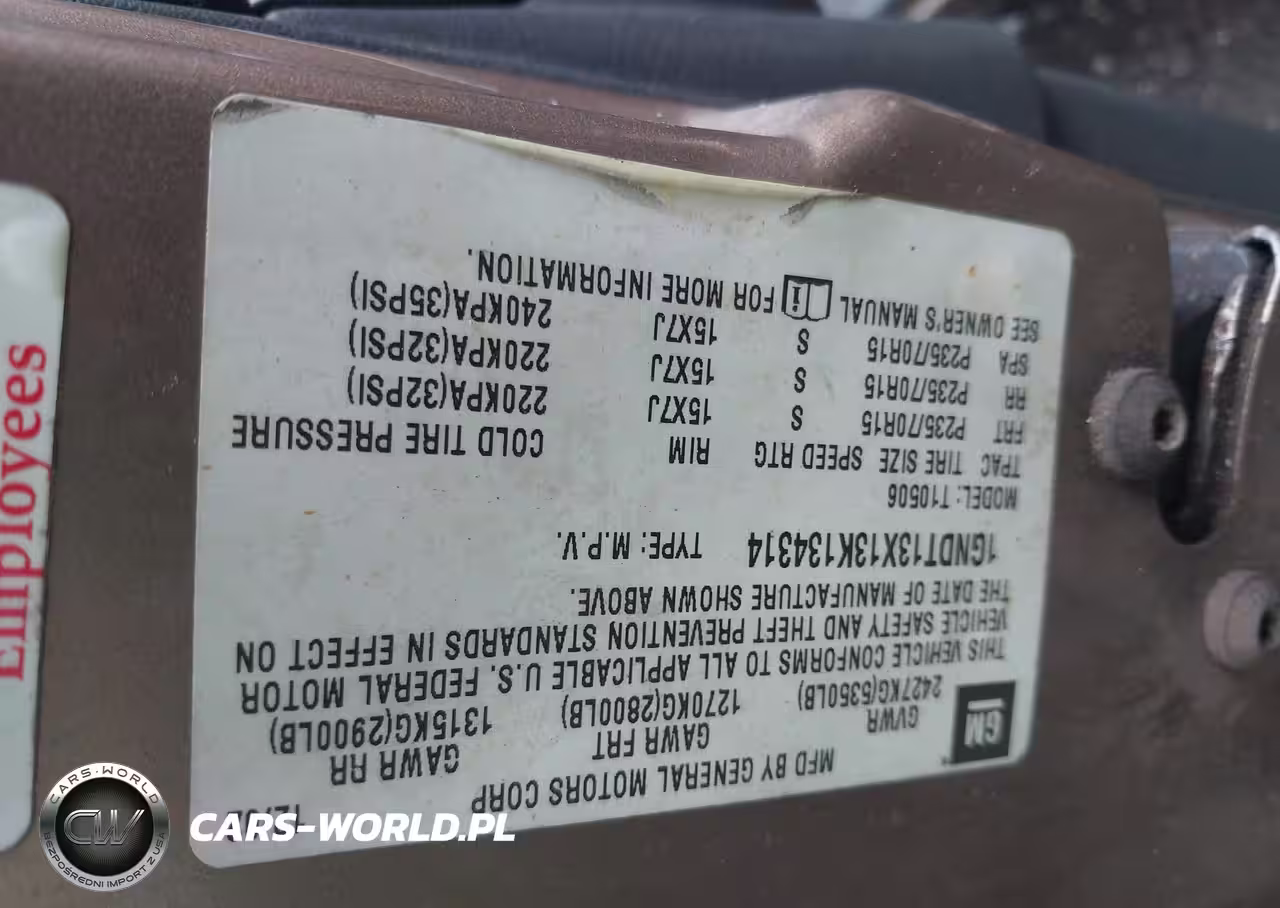 GM
MFD BY GENERAL MOTORS CORP
GVWR GAWR FRT GAWR RR
2427KG(5350LB) 1270KG(2800LB) 1315KG(2900LB)
THIS VEHICLE CONFORMS TO ALL APPLICABLE U.S. FEDERAL MOTOR
VEHICLE SAFETY AND THEFT PREVENTION STANDARDS IN EFFECT ON
THE DATE OF MANUFACTURE SHOWN ABOVE.
1GNDT13X13K134314 TYPE: M.P.V.
MODEL: T10506
TPAC TIRE SIZE SPEED RTG RIM COLD TIRE PRESSURE
FRT P235/70R15 S 15X7J 220KPA(32PSI)
RR P235/70R15 S 15X7J 220KPA(32PSI)
SPA P235/70R15 S 15X7J 240KPA(35PSI)
SEE OWNER'S MANUAL i FOR MORE INFORMATION.
Employees
CARS-WORLD
CW
BEZPOŚREDNI IMPORT Z USA
CARS-WORLD.PL